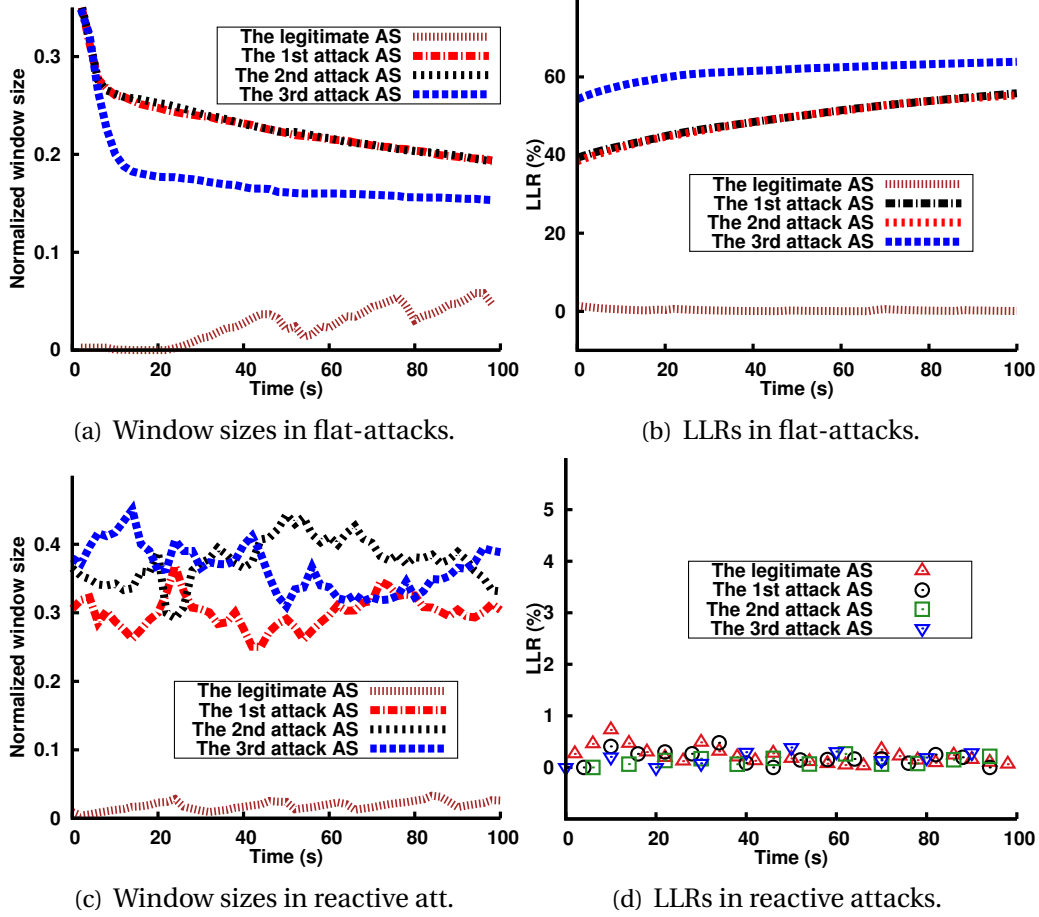 Normalized window size
0.3
0.2
0.1
0
The legitimate AS
The 1st attack AS
The 2nd attack AS
The 3rd attack AS
0 20 40 60 80 100
Time (s)
(a) Window sizes in flat-attacks.
LLR (%)
60
40
20
0
The legitimate AS
The 1st attack AS
The 2nd attack AS
The 3rd attack AS
0 20 40 60 80 100
Time (s)
(b) LLRs in flat-attacks.
Normalized window size
0.4
0.3
0.2
0.1
0
The legitimate AS
The 1st attack AS
The 2nd attack AS
The 3rd attack AS
0 20 40 60 80 100
Time (s)
(c) Window sizes in reactive att.
LLR (%)
5
4
3
2
1
0
The legitimate AS
The 1st attack AS
The 2nd attack AS
The 3rd attack AS
0 20 40 60 80 100
Time (s)
(d) LLRs in reactive attacks.